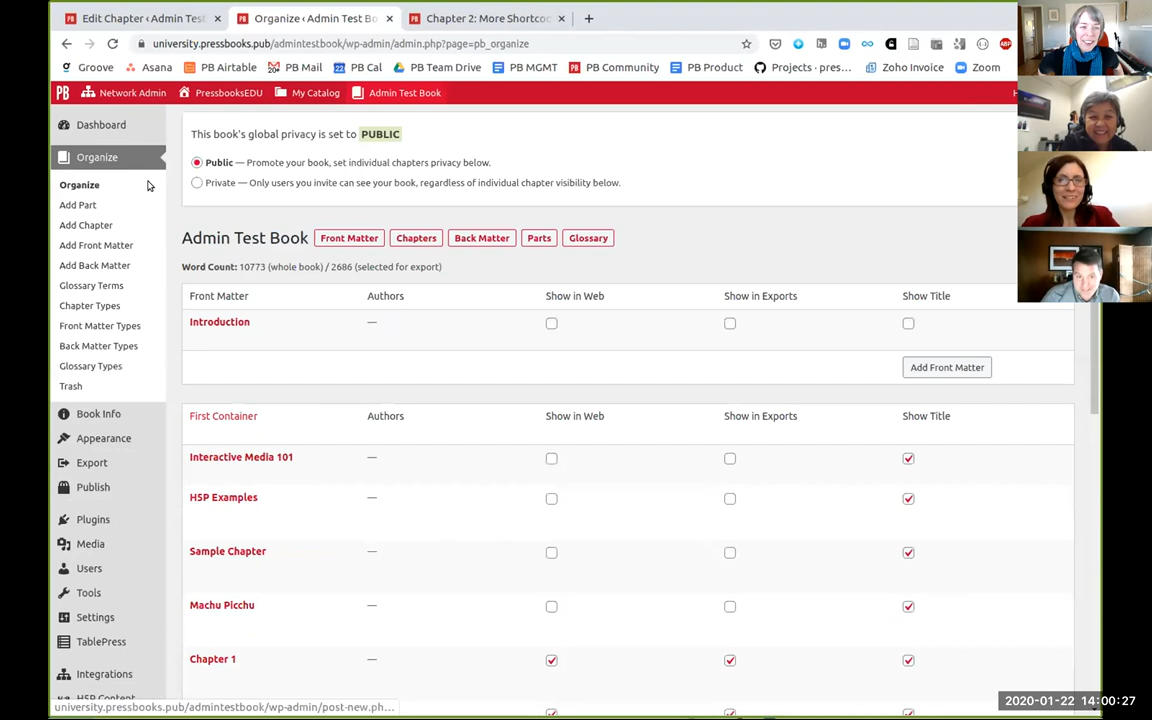 Edit Chapter ‹ Admin Test
Organize ‹ Admin Test Bo
Chapter 2: More Shortco
university.pressbooks.pub/admintestbook/wp-admin/admin.php?page=pb_organize
Groove Asana PB Airtable PB Mail PB Cal PB Team Drive PB MGMT PB Community PB Product Projects · pres... Zoho Invoice Zoom
PB Network Admin PressbooksEDU My Catalog Admin Test Book H
Dashboard
Organize
Organize
Add Part
Add Chapter
Add Front Matter
Add Back Matter
Glossary Terms
Chapter Types
Front Matter Types
Back Matter Types
Glossary Types
Trash
Book Info
Appearance
Export
Publish
Plugins
Media
Users
Tools
Settings
TablePress
Integrations
H5P Content
This book's global privacy is set to PUBLIC
Public — Promote your book, set individual chapters privacy below.
Private — Only users you invite can see your book, regardless of individual chapter visibility below.
Admin Test Book Front Matter Chapters Back Matter Parts Glossary
Word Count: 10773 (whole book) / 2686 (selected for export)
Front Matter Authors Show in Web Show in Exports Show Title
Introduction —
Add Front Matter
First Container Authors Show in Web Show in Exports Show Title
Interactive Media 101 —
H5P Examples —
Sample Chapter —
Machu Picchu —
Chapter 1 —
university.pressbooks.pub/admintestbook/wp-admin/post-new.ph...
2020-01-22 14:00:27